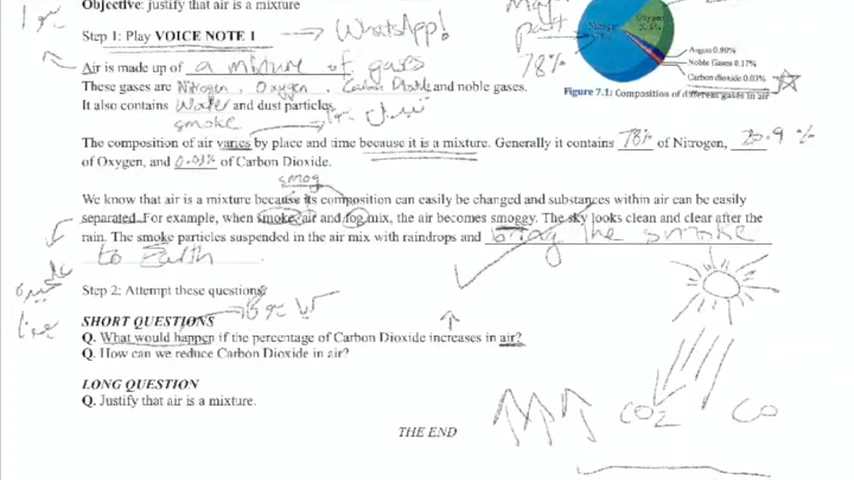 Objective: justify that air is a mixture
Step 1: Play VOICE NOTE 1 WhatsApp!
part
78%
Nitrogen
Oxygen
20.9%
Argon 0.90%
Noble Gases 0.17%
Carbon dioxide 0.03%
Figure 7.1: Composition of different gases in air
Air is made up of a mixture of gases
These gases are Nitrogen, Oxygen, Carbon and noble gases.
It also contains Water and dust particles.
smoke
The composition of air varies by place and time because it is a mixture. Generally it contains 78% of Nitrogen, 20.9 %
of Oxygen, and 0.03% of Carbon Dioxide.
smog
We know that air is a mixture because its composition can easily be changed and substances within air can be easily
separated. For example, when smoke, air and fog mix, the air becomes smoggy. The sky looks clean and clear after the
rain. The smoke particles suspended in the air mix with raindrops and bring the smoke
to Earth
Step 2: Attempt these questions
SHORT QUESTIONS
Q. What would happen if the percentage of Carbon Dioxide increases in air?
Q. How can we reduce Carbon Dioxide in air?
LONG QUESTION
Q. Justify that air is a mixture.
CO2 CO
THE END